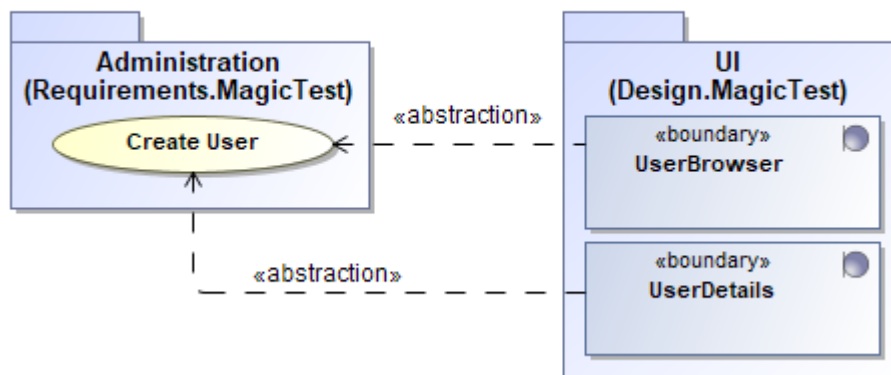 Administration
(Requirements.MagicTest)
Create User
«abstraction»
«abstraction»
UI
(Design.MagicTest)
«boundary»
UserBrowser
«boundary»
UserDetails